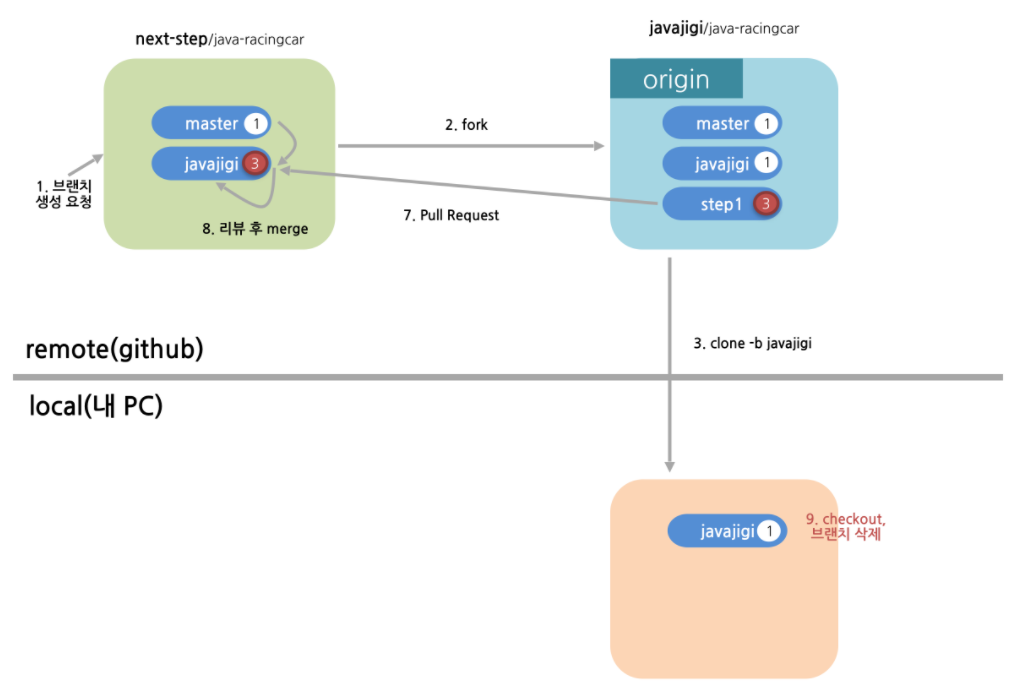 next-step/java-racingcar
javajigi/java-racingcar
origin
master 1
javajigi 3
1. 브랜치
생성 요청
8. 리뷰 후 merge
2. fork
7. Pull Request
master 1
javajigi 1
step1 3
3. clone -b javajigi
remote(github)
local(내 PC)
javajigi 1
9. checkout,
브랜치 삭제